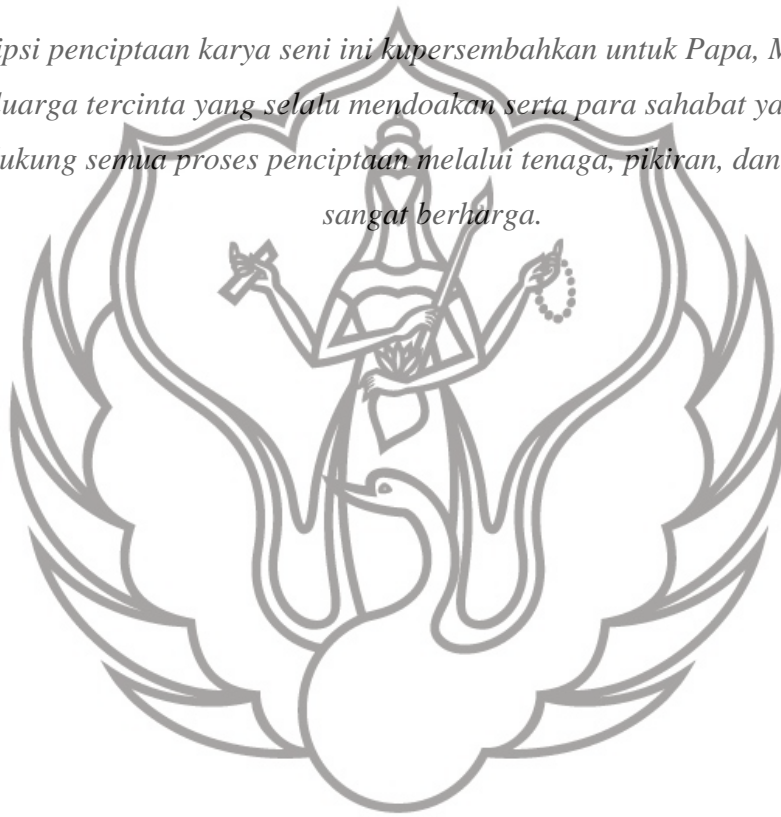 ipsi penciptaan karya seni ini kupersembahkan untuk Papa, M
luarga tercinta yang selalu mendoakan serta para sahabat ya
ukung semua proses penciptaan melalui tenaga, pikiran, dan
sangat berharga.